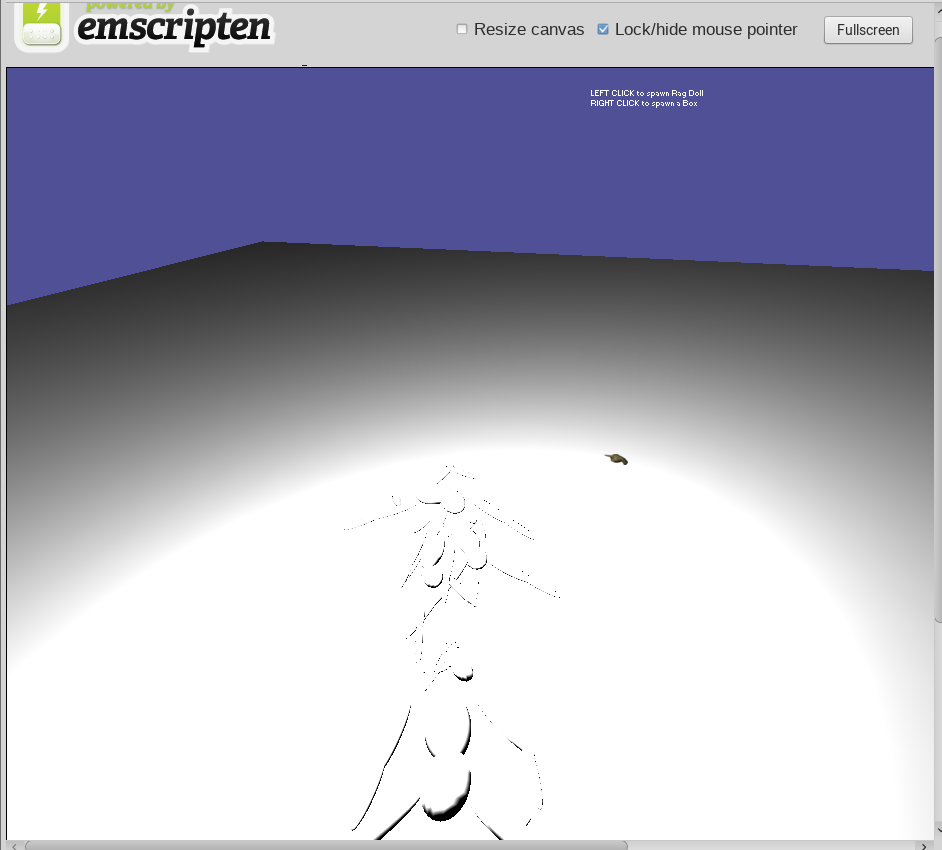 powered by
emscripten
Resize canvas
Lock/hide mouse pointer
Fullscreen
LEFT CLICK to spawn Rag Doll
RIGHT CLICK to spawn a Box